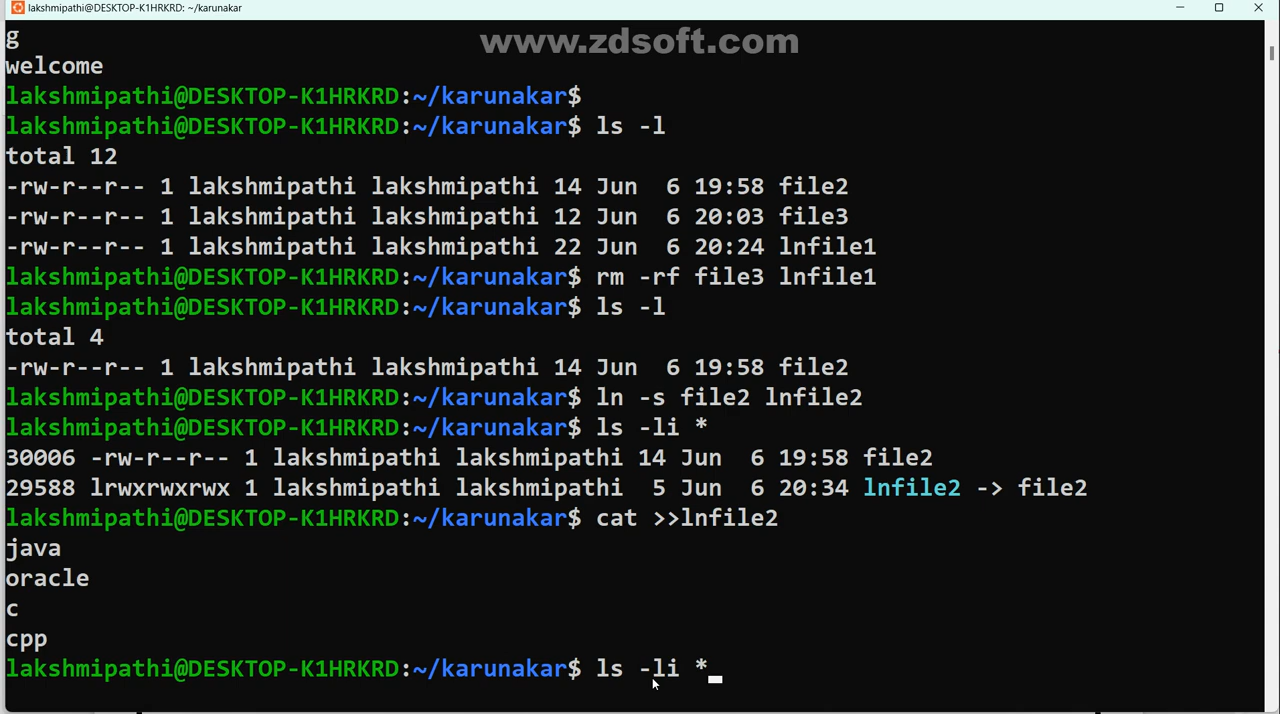 lakshmipathi@DESKTOP-K1HRKRD: ~/karunakar
g
www.zdsoft.com
welcome
lakshmipathi@DESKTOP-K1HRKRD:~/karunakar$
lakshmipathi@DESKTOP-K1HRKRD:~/karunakar$ ls -l
total 12
-rw-r--r-- 1 lakshmipathi lakshmipathi 14 Jun  6 19:58 file2
-rw-r--r-- 1 lakshmipathi lakshmipathi 12 Jun  6 20:03 file3
-rw-r--r-- 1 lakshmipathi lakshmipathi 22 Jun  6 20:24 lnfile1
lakshmipathi@DESKTOP-K1HRKRD:~/karunakar$ rm -rf file3 lnfile1
lakshmipathi@DESKTOP-K1HRKRD:~/karunakar$ ls -l
total 4
-rw-r--r-- 1 lakshmipathi lakshmipathi 14 Jun  6 19:58 file2
lakshmipathi@DESKTOP-K1HRKRD:~/karunakar$ ln -s file2 lnfile2
lakshmipathi@DESKTOP-K1HRKRD:~/karunakar$ ls -li *
30006 -rw-r--r-- 1 lakshmipathi lakshmipathi 14 Jun  6 19:58 file2
29588 lrwxrwxrwx 1 lakshmipathi lakshmipathi  5 Jun  6 20:34 lnfile2 -> file2
lakshmipathi@DESKTOP-K1HRKRD:~/karunakar$ cat >>lnfile2
java
oracle
c
cpp
lakshmipathi@DESKTOP-K1HRKRD:~/karunakar$ ls -li *